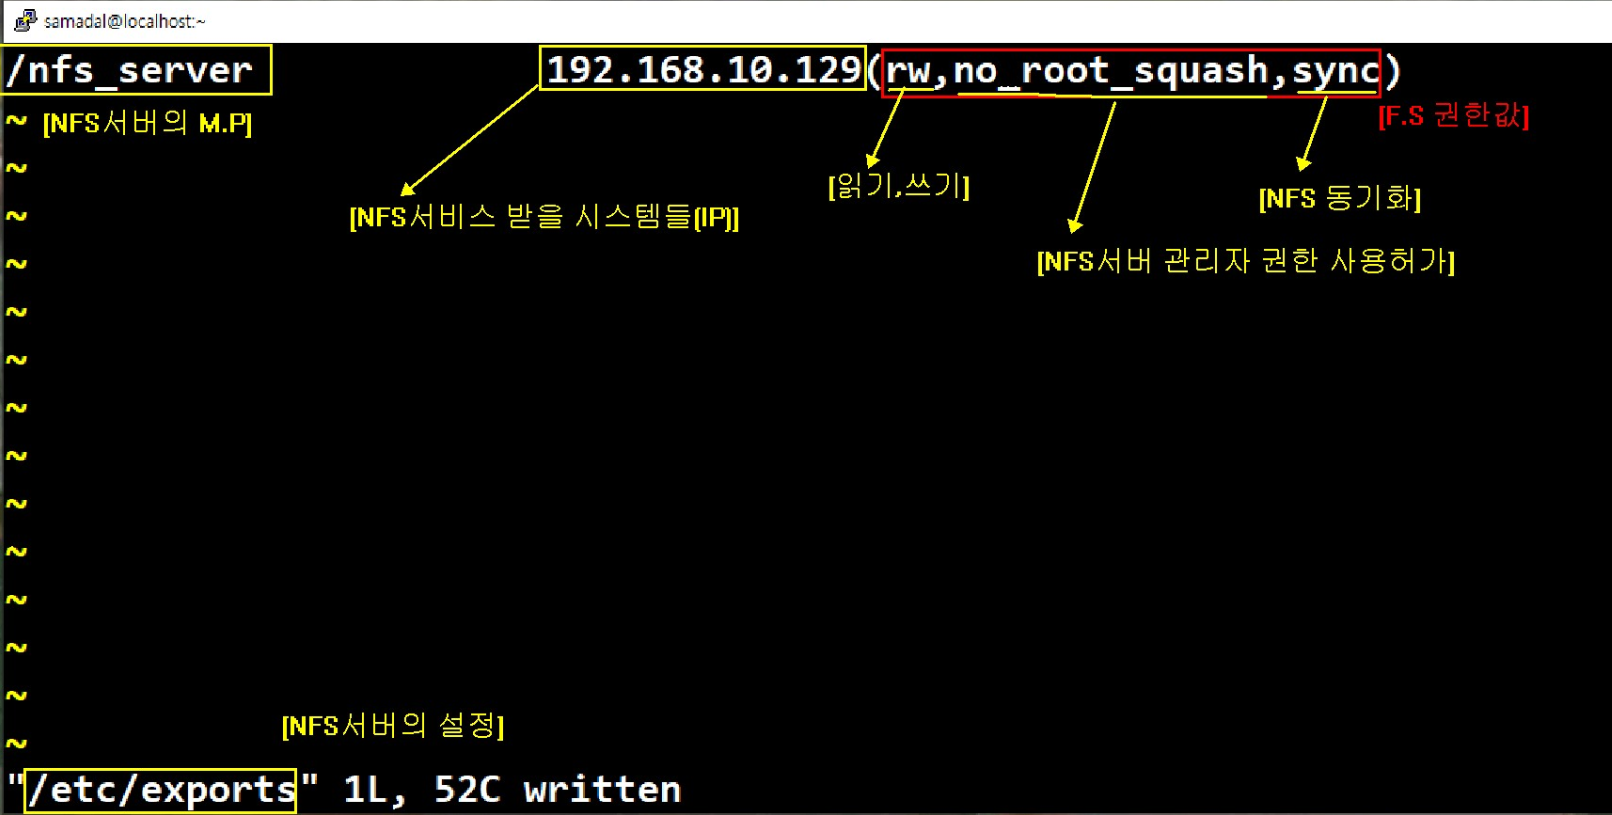 samadal@localhost:~
/nfs_server 192.168.10.129(rw,no_root_squash,sync)
~ [NFS서버의 M.P]
[F.S 권한값]
~
[읽기,쓰기]
[NFS 동기화]
~ [NFS서비스 받을 시스템들(IP)]
~ [NFS서버 관리자 권한 사용허가]
~
~
~
~
~
~
~
~
~
[NFS서버의 설정]
~
"/etc/exports" 1L, 52C written